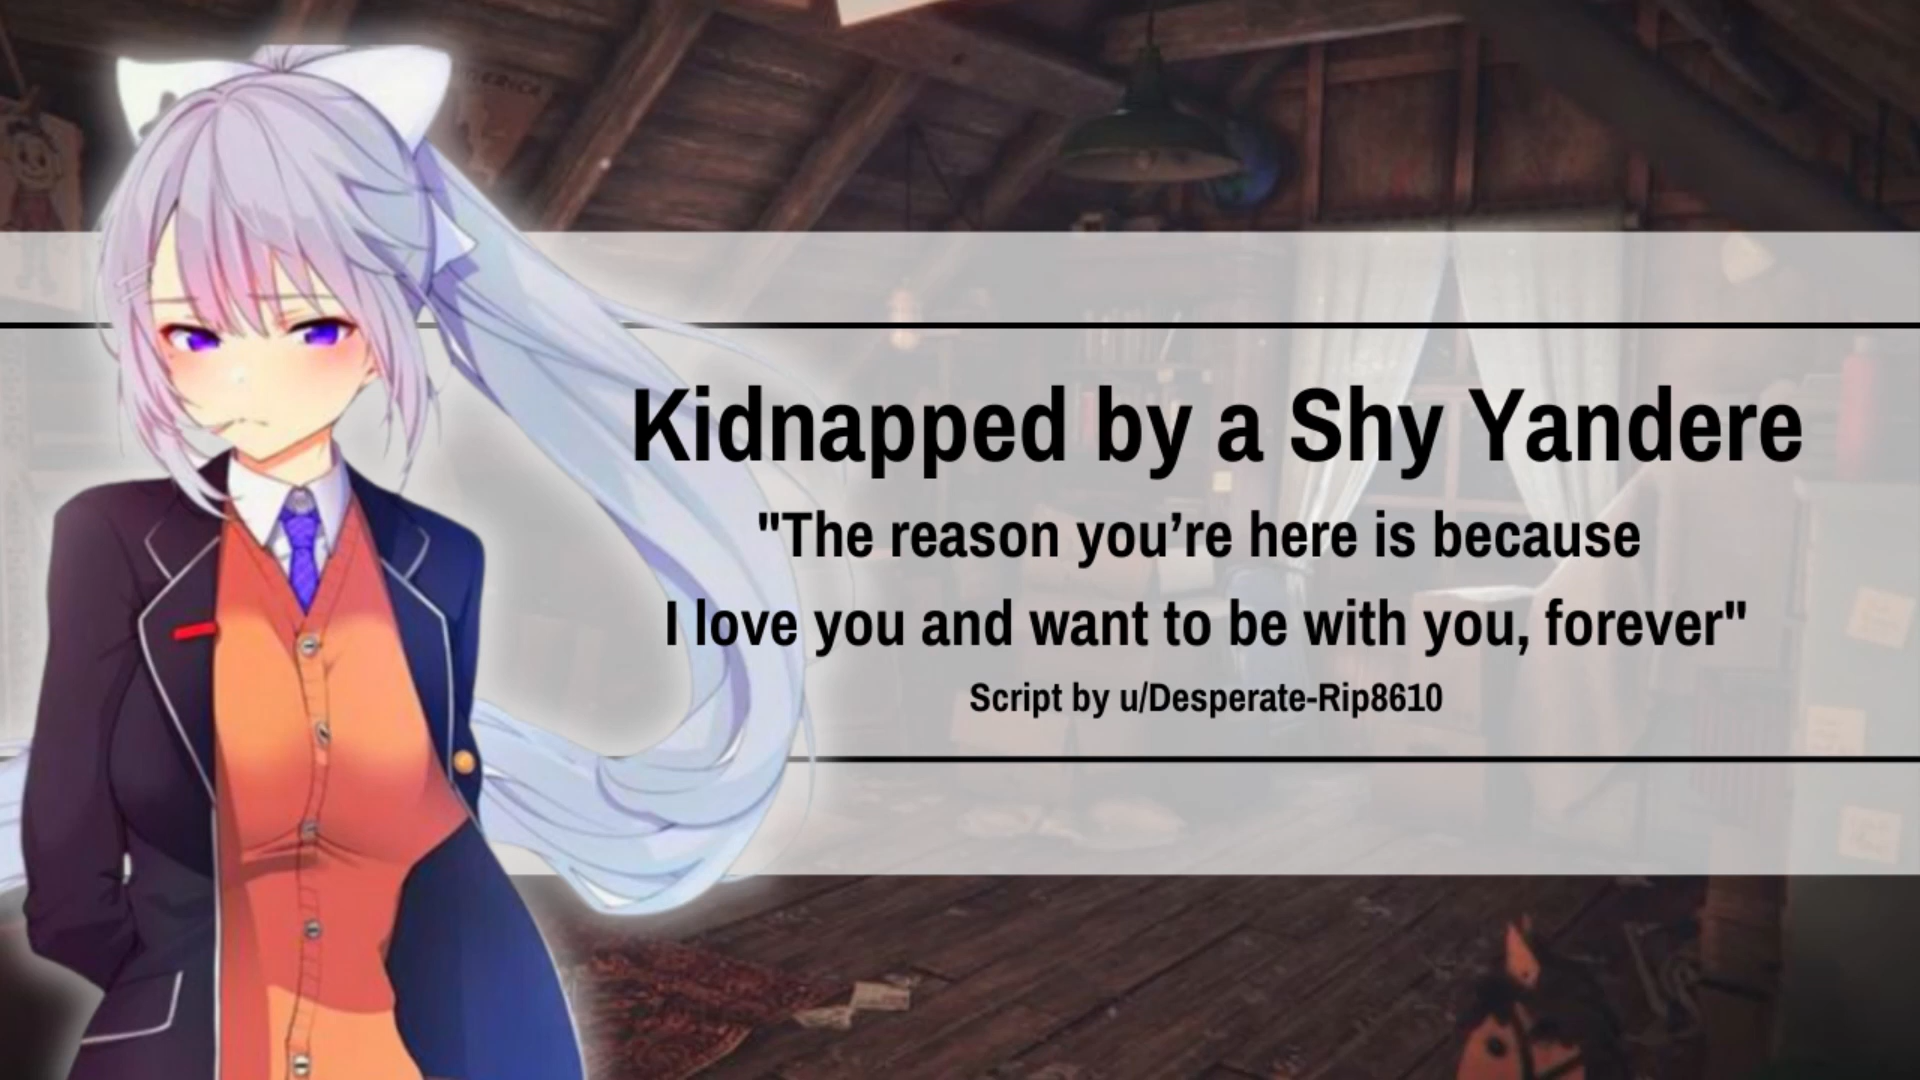 Kidnapped by a Shy Yandere
"The reason you’re here is because
I love you and want to be with you, forever"
Script by u/Desperate-Rip8610